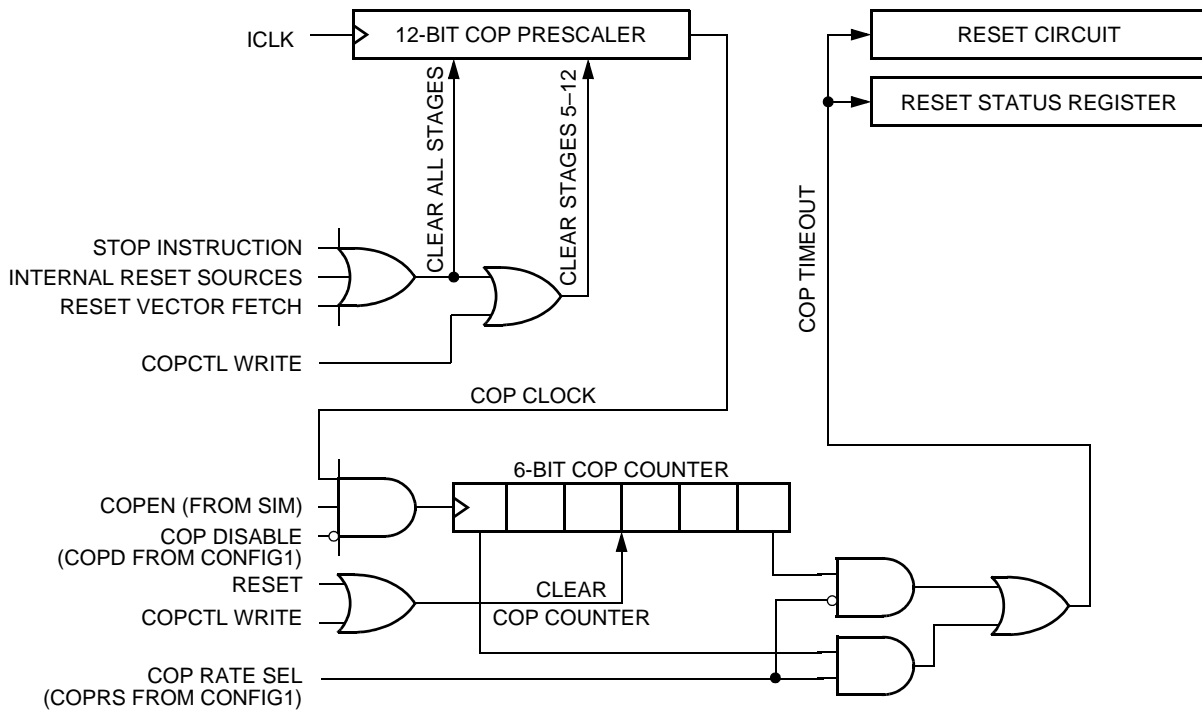 ICLK
12-BIT COP PRESCALER
RESET CIRCUIT
RESET STATUS REGISTER
CLEAR ALL STAGES
CLEAR STAGES 5–12
STOP INSTRUCTION
INTERNAL RESET SOURCES
RESET VECTOR FETCH
COPCTL WRITE
COP TIMEOUT
COP CLOCK
6-BIT COP COUNTER
COPEN (FROM SIM)
COP DISABLE
(COPD FROM CONFIG1)
RESET
COPCTL WRITE
CLEAR
COP COUNTER
COP RATE SEL
(COPRS FROM CONFIG1)